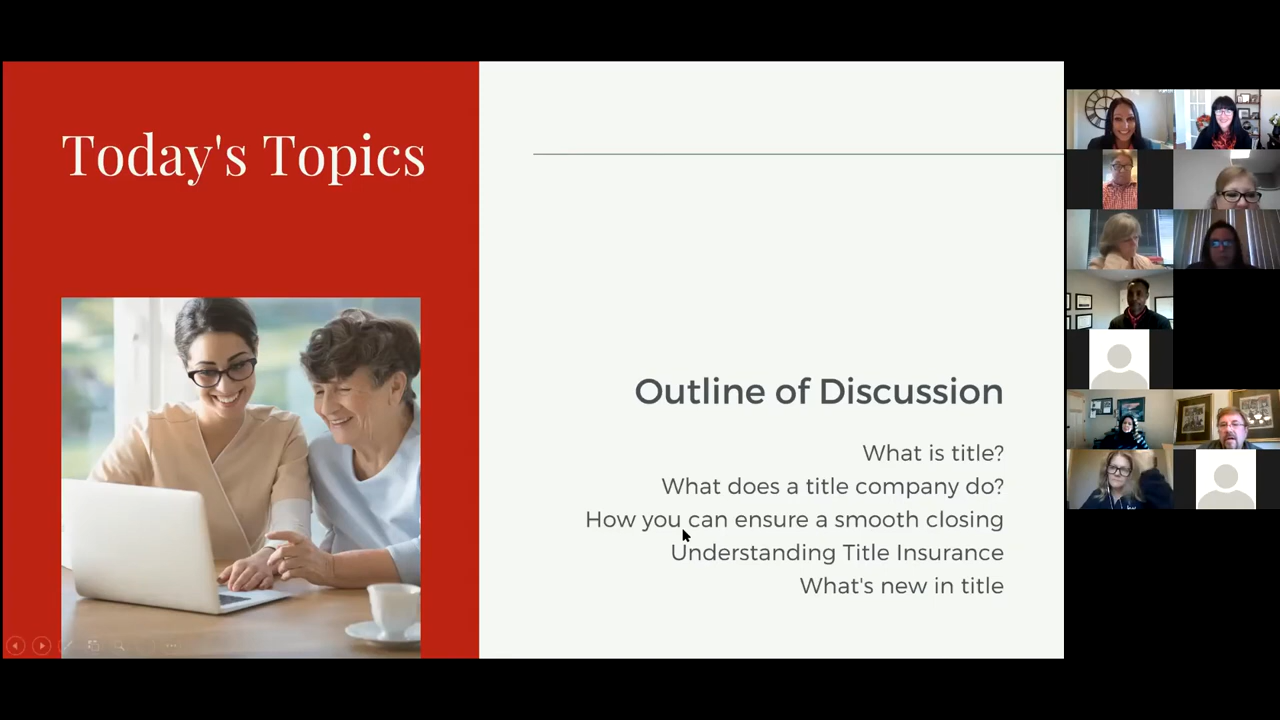 Today's Topics
Outline of Discussion
What is title?
What does a title company do?
How you can ensure a smooth closing
Understanding Title Insurance
What's new in title